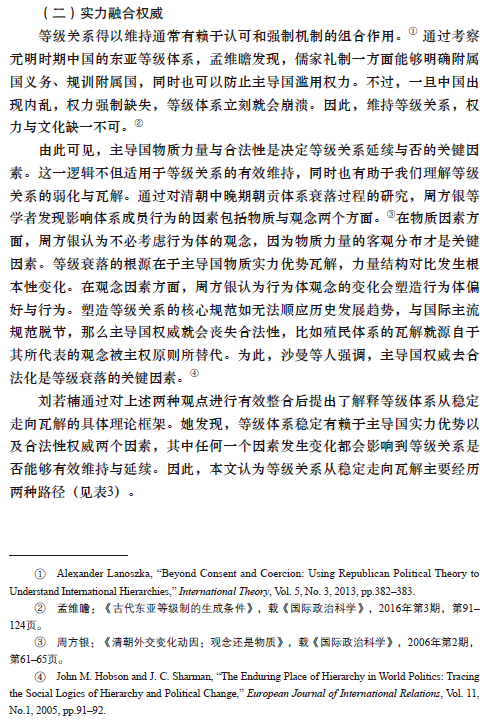 （二）实力融合权威
等级关系得以维持通常有赖于认可和强制机制的组合作用。① 通过考察
元明时期中国的东亚等级体系，孟维瞻发现，儒家礼制一方面能够明确附属
国义务、规训附属国，同时也可以防止主导国滥用权力。不过，一旦中国出
现内乱，权力强制缺失，等级体系立刻就会崩溃。因此，维持等级关系，权
力与文化缺一不可。②
由此可见，主导国物质力量与合法性是决定等级关系延续与否的关键因
素。这一逻辑不但适用于等级关系的有效维持，同时也有助于我们理解等级
关系的弱化与瓦解。通过对清朝中晚期朝贡体系衰落过程的研究，周方银等
学者发现影响体系成员行为的因素包括物质与观念两个方面。③在物质因素方
面，周方银认为不必考虑行为体的观念，因为物质力量的客观分布才是关键
因素。等级衰落的根源在于主导国物质实力优势瓦解，力量结构对比发生根
本性变化。在观念因素方面，周方银认为行为体观念的变化会塑造行为体偏
好与行为。塑造等级关系的核心规范如无法顺应历史发展趋势，与国际主流
规范脱节，那么主导国权威就会丧失合法性，比如殖民体系的瓦解就源自于
其所代表的观念被主权原则所替代。为此，沙曼等人强调，主导国权威去合
法化是等级衰落的关键因素。④
刘若楠通过对上述两种观点进行有效整合后提出了解释等级体系从稳定
走向瓦解的具体理论框架。她发现，等级体系稳定有赖于主导国实力优势以
及合法性权威两个因素，其中任何一个因素发生变化都会影响到等级关系是
否能够有效维持与延续。因此，本文认为等级关系从稳定走向瓦解主要经历
两种路径（见表3）。
① Alexander Lanoszka, “Beyond Consent and Coercion: Using Republican Political Theory to
Understand International Hierarchies,” International Theory, Vol. 5, No. 3, 2013, pp.382–383.
② 孟维瞻：《古代东亚等级制的生成条件》，载《国际政治科学》，2016年第3期，第91–
124页。
③ 周方银：《清朝外交变化动因：观念还是物质》，载《国际政治科学》，2006年第2期，
第61–65页。
④ John M. Hobson and J. C. Sharman, “The Enduring Place of Hierarchy in World Politics: Tracing
the Social Logics of Hierarchy and Political Change,” European Journal of International Relations, Vol. 11,
No.1, 2005, pp.91–92.